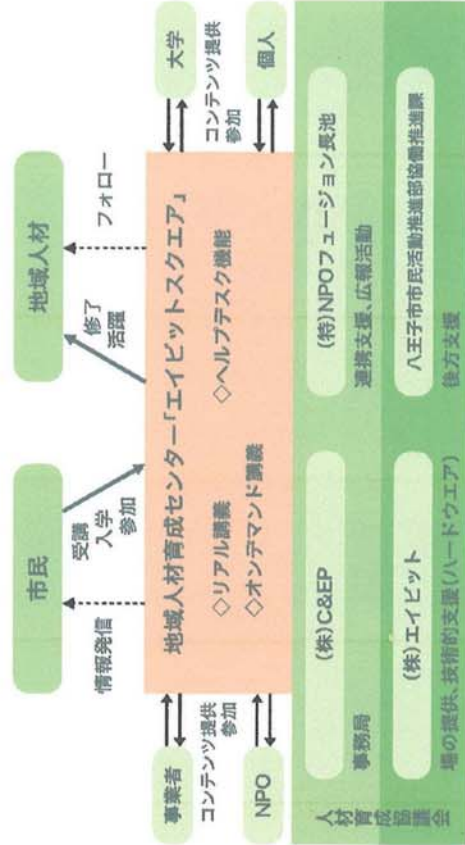 市民
地域人材
情報発信
受講
入学
参加
修了
活躍
フォロー
事業者
コンテンツ提供
参加
NPO
地域人材育成センター「エイビットスクエア」
◇リアル講義
◇オンデマンド講義
◇ヘルプデスク機能
大学
コンテンツ提供
参加
個人
人材育成協議会
(株)C&EP
事務局
(特)NPOフュージョン長池
連携支援、広報活動
(株)エイビット
場の提供、技術的支援(ハードウエア)
八王子市市民活動推進部協働推進課
後方支援